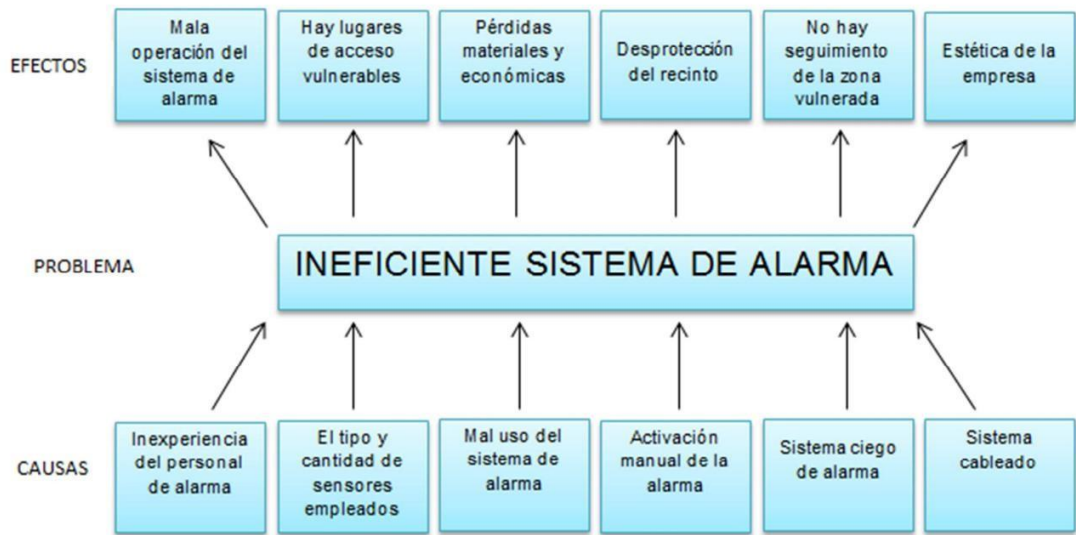 EFECTOS
Mala
operación del
sistema de
alarma
Hay lugares
de acceso
vulnerables
Pérdidas
materiales y
económicas
Desprotección
del recinto
No hay
seguimiento
de la zona
vulnerada
Estética de la
empresa
PROBLEMA
INEFICIENTE SISTEMA DE ALARMA
CAUSAS
Inexperiencia
del personal
de alarma
El tipo y
cantidad de
sensores
empleados
Mal uso del
sistema de
alarma
Activación
manual de la
alarma
Sistema ciego
de alarma
Sistema
cableado